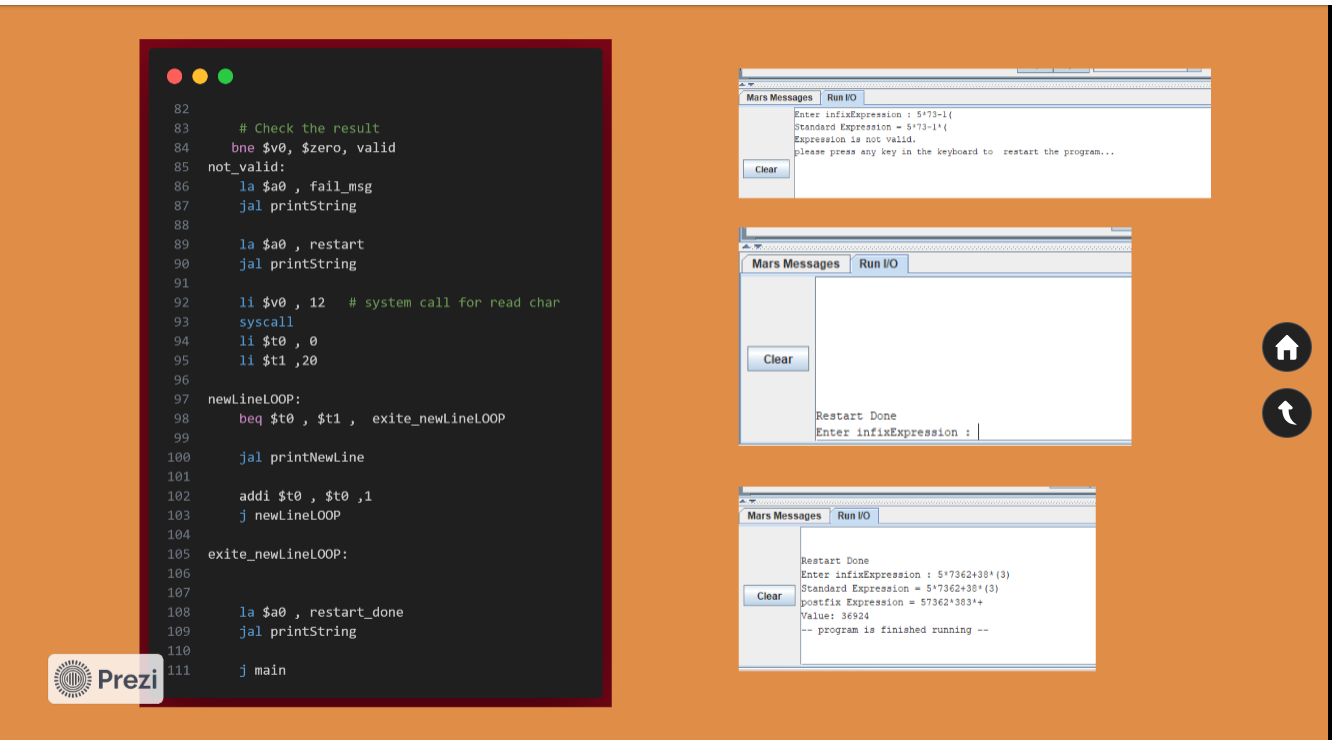 82
83 # Check the result
84 bne $v0, $zero, valid
85 not_valid:
86 la $a0 , fail_msg
87 jal printString
88
89 la $a0 , restart
90 jal printString
91
92 li $v0 , 12 # system call for read char
93 syscall
94 li $t0 , 0
95 li $t1 ,20
96
97 newLineLOOP:
98 beq $t0 , $t1 , exite_newLineLOOP
99
100 jal printNewLine
101
102 addi $t0 , $t0 ,1
103 j newLineLOOP
104
105 exite_newLineLOOP:
106
107
108 la $a0 , restart_done
109 jal printString
110
111 j main
Prezi
Mars Messages Run I/O
Enter infixExpression : 5*73-1(
Standard Expression = 5*73-1*(
Expression is not valid.
please press any key in the keyboard to restart the program...
Clear
Mars Messages Run I/O
Clear
Restart Done
Enter infixExpression :
Mars Messages Run I/O
Restart Done
Enter infixExpression : 5*7362+38*(3)
Standard Expression = 5*7362+38*(3)
postfix Expression = 57362*383*+
Value: 36924
-- program is finished running --
Clear